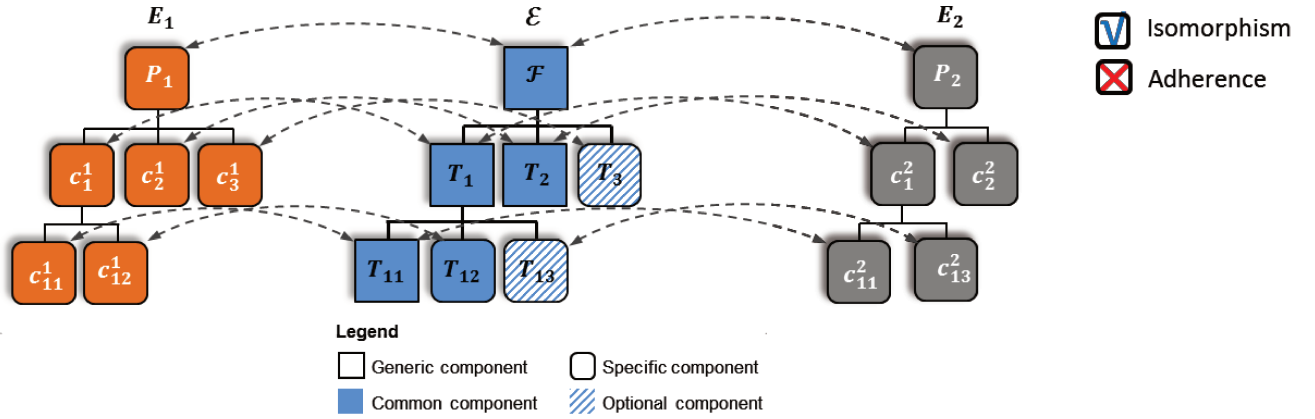 E₁ ℰ E₂
P₁ ℱ P₂
c₁¹ c₂¹ c₃¹ T₁ T₂ T₃ c₁² c₂²
c₁₁¹ c₁₂¹ T₁₁ T₁₂ T₁₃ c₁₁² c₁₃²
√ Isomorphism
Adherence
Legend
Generic component Specific component
Common component Optional component